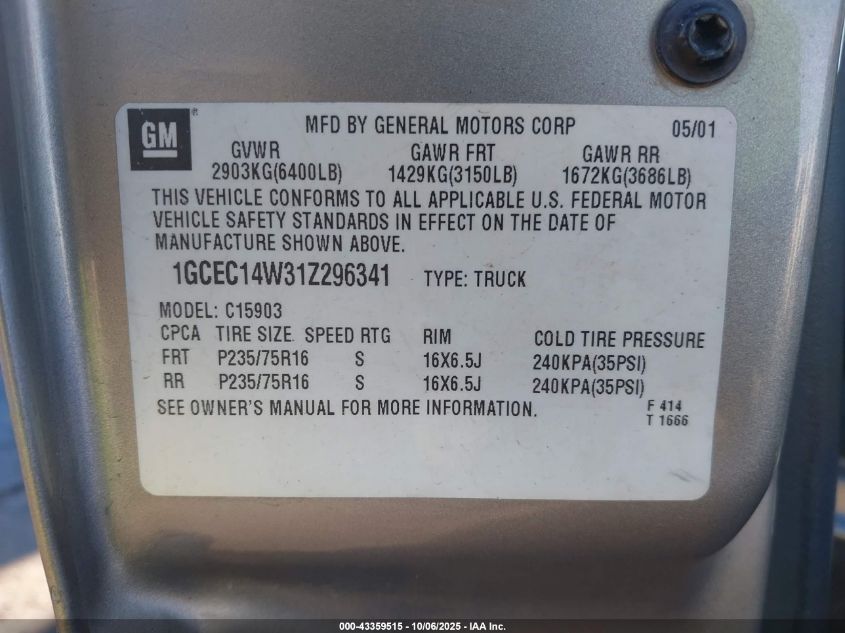 GM ® MFD BY GENERAL MOTORS CORP 05/01
GVWR GAWR FRT GAWR RR
2903KG(6400LB) 1429KG(3150LB) 1672KG(3686LB)
THIS VEHICLE CONFORMS TO ALL APPLICABLE U.S. FEDERAL MOTOR
VEHICLE SAFETY STANDARDS IN EFFECT ON THE DATE OF
MANUFACTURE SHOWN ABOVE.
1GCEC14W31Z296341 TYPE: TRUCK
MODEL: C15903
CPCA TIRE SIZE SPEED RTG RIM COLD TIRE PRESSURE
FRT P235/75R16 S 16X6.5J 240KPA(35PSI)
RR P235/75R16 S 16X6.5J 240KPA(35PSI)
SEE OWNER'S MANUAL FOR MORE INFORMATION. F 414
T 1666
000-43359515 - 10/06/2025 - IAA Inc.